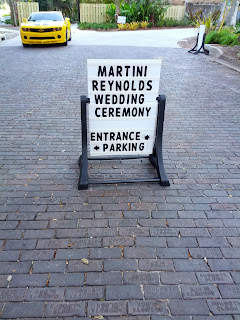 MARTINI
REYNOLDS
WEDDING
CEREMONY
ENTRANCE →
← PARKING